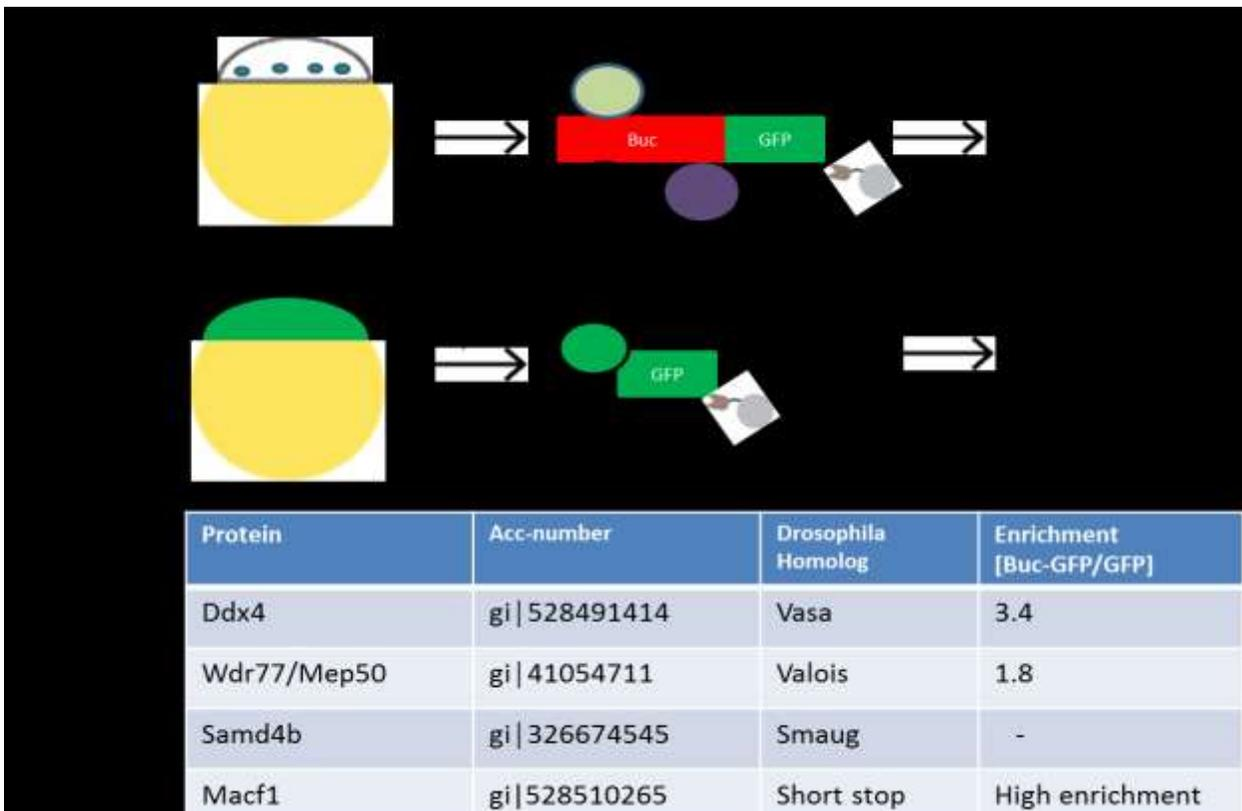 Buc GFP
GFP
Protein Acc-number Drosophila Homolog Enrichment [Buc-GFP/GFP]
Ddx4 gi|528491414 Vasa 3.4
Wdr77/Mep50 gi|41054711 Valois 1.8
Samd4b gi|326674545 Smaug -
Macf1 gi|528510265 Short stop High enrichment